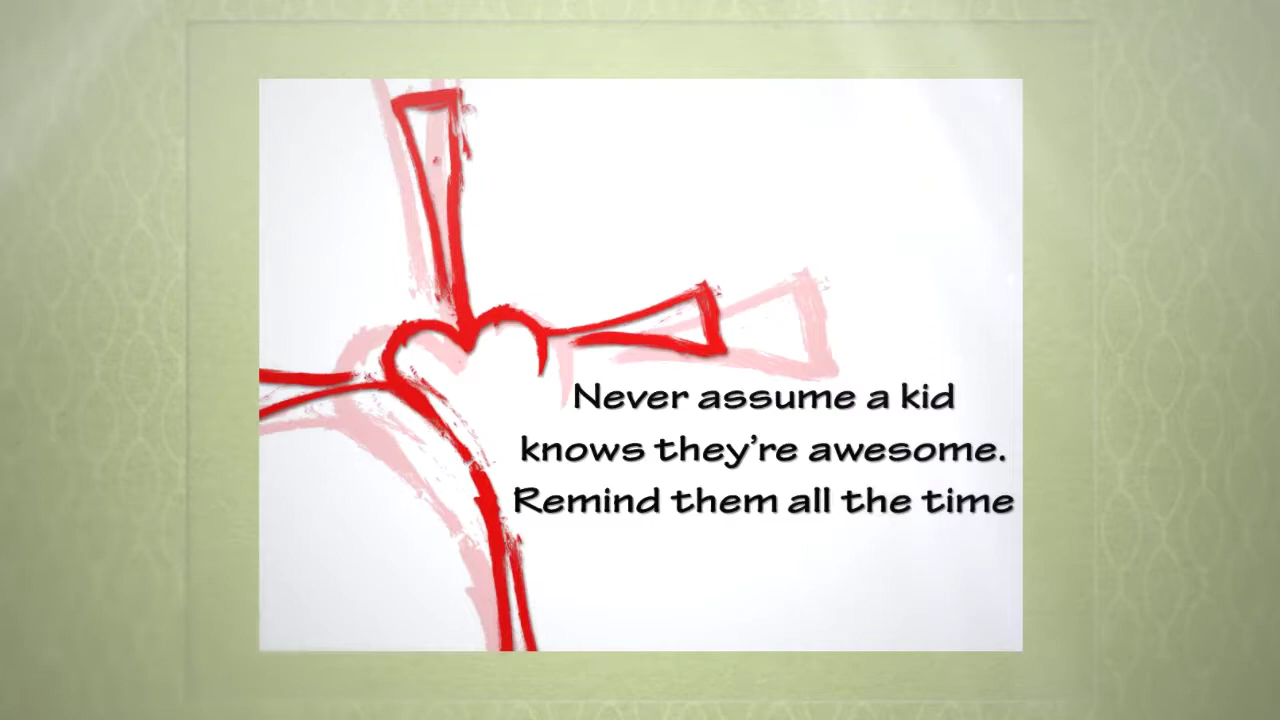 Never assume a kid
knows they're awesome.
Remind them all the time